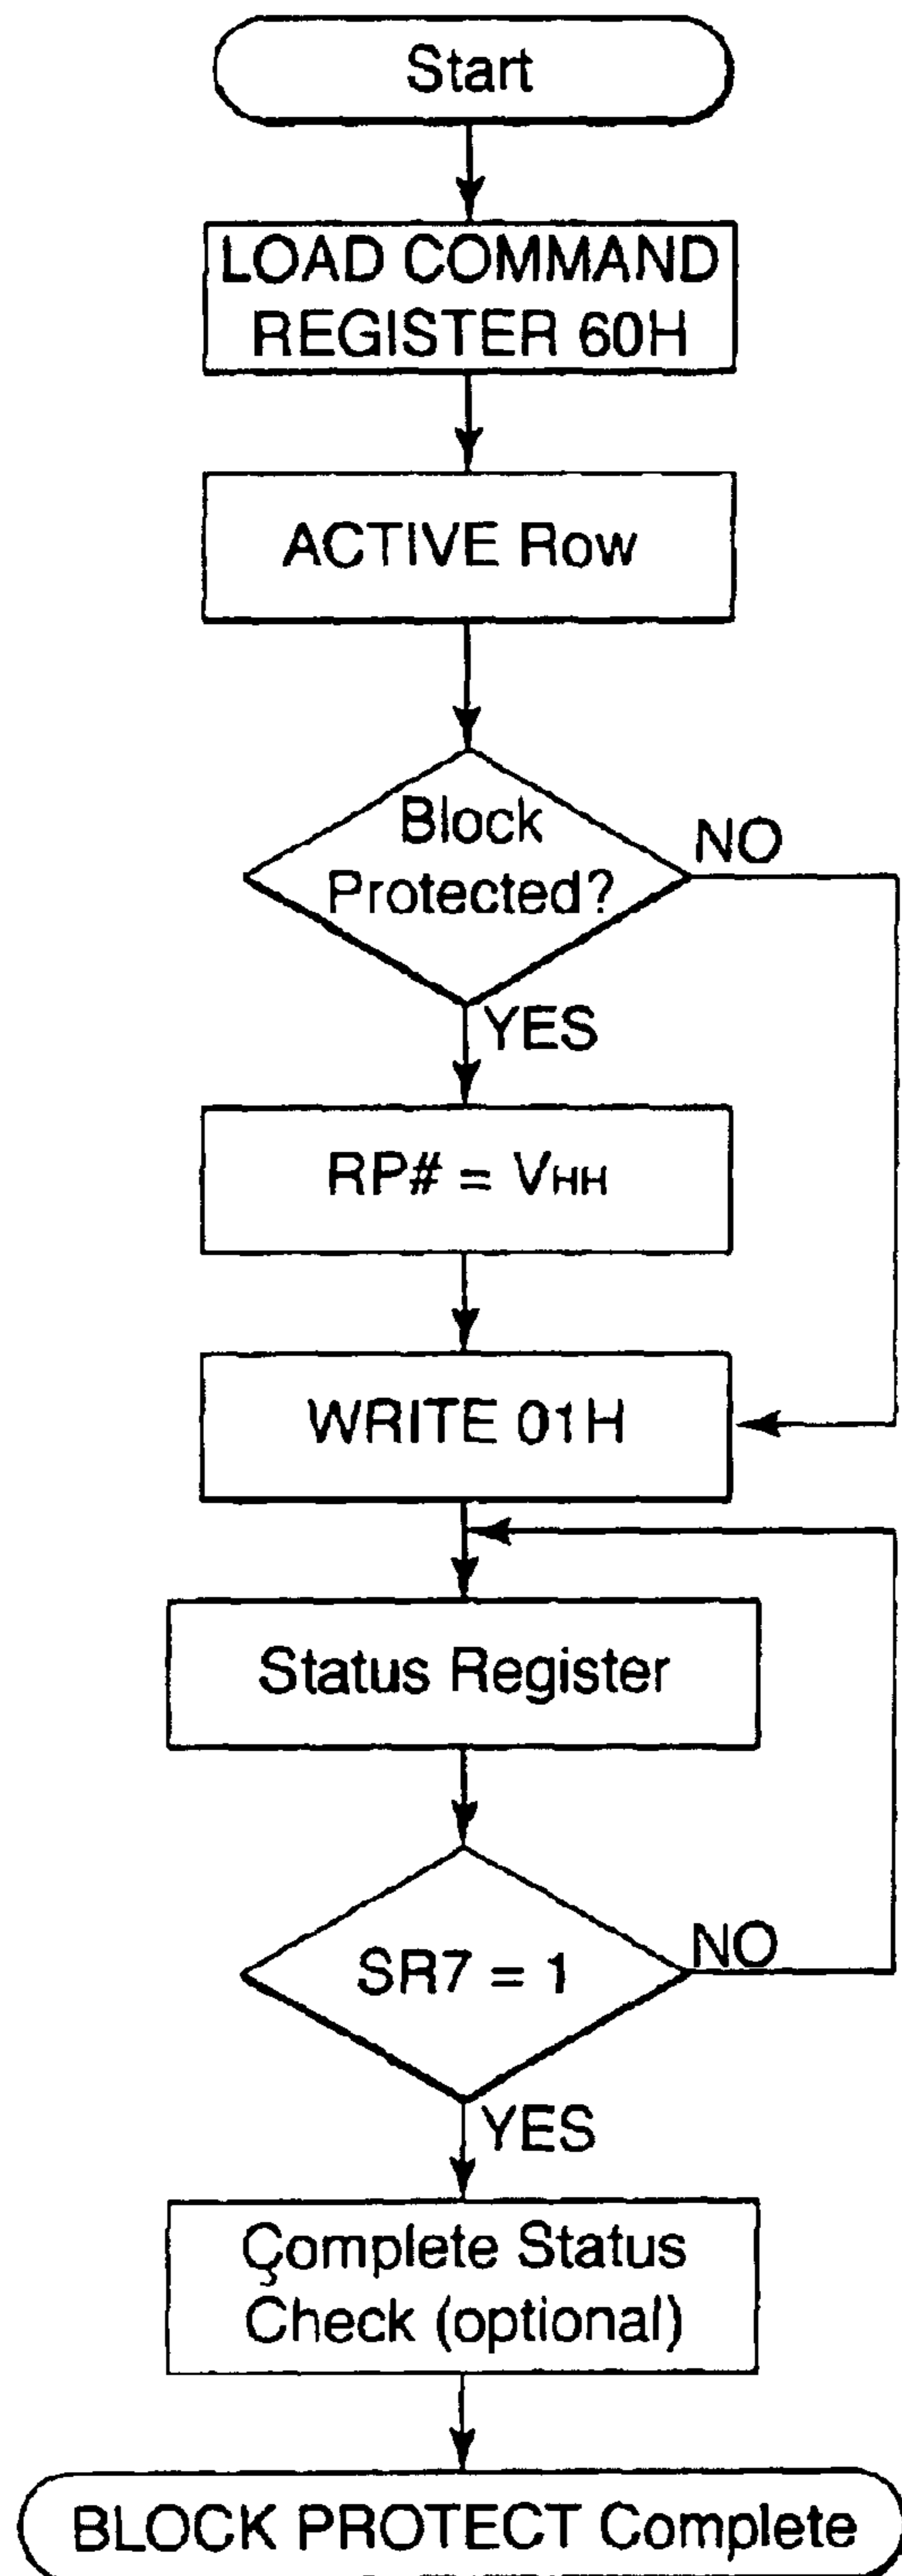 Start
LOAD COMMAND
REGISTER 60H
ACTIVE Row
Block
Protected?
NO
YES
RP# = VHH
WRITE 01H
Status Register
SR7 = 1
NO
YES
Complete Status
Check (optional)
BLOCK PROTECT Complete